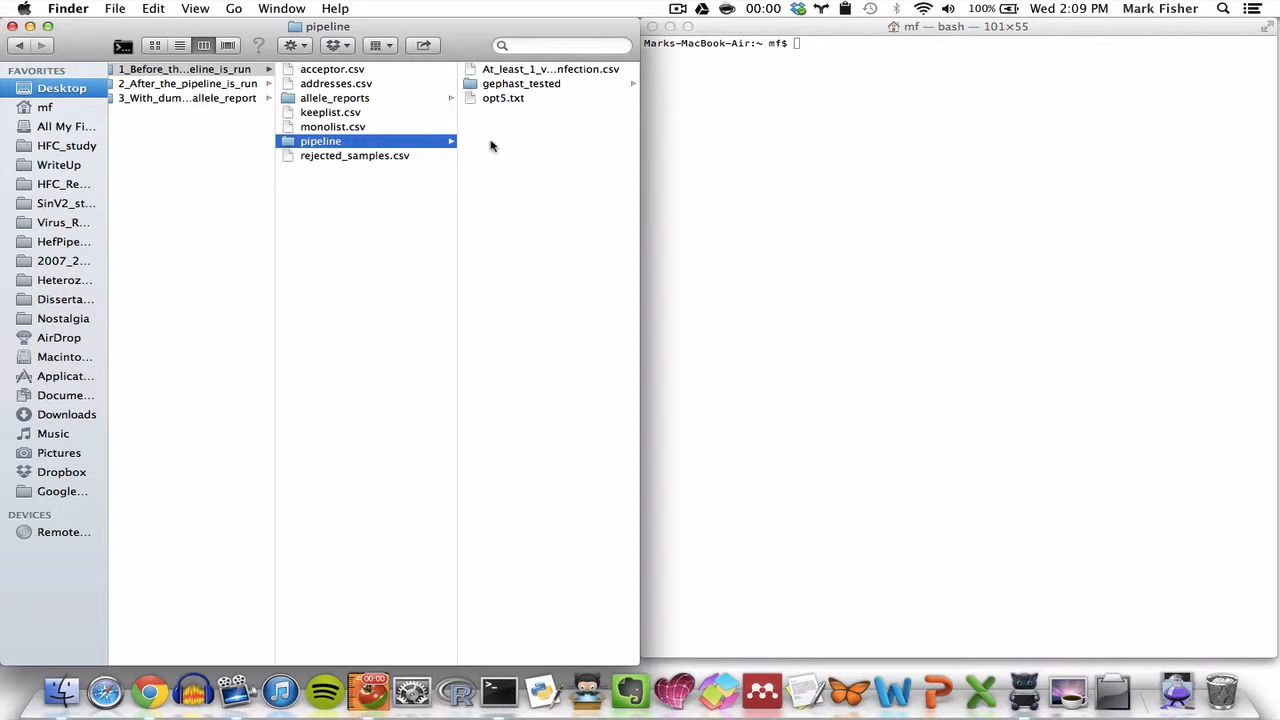 Finder File Edit View Go Window Help 00:00 100% Wed 2:09 PM Mark Fisher
pipeline
mf — bash — 101×55
Marks-MacBook-Air:~ mf$
FAVORITES
Desktop
mf
All My Fi...
HFC_study
WriteUp
HFC_Re...
SinV2_st...
Virus_R...
HefPipe...
2007_2...
Heteroz...
Disserta...
Nostalgia
AirDrop
Macinto...
Applicat...
Docume...
Downloads
Music
Pictures
Dropbox
Google...
DEVICES
Remote...
1_Before_th...eline_is_run
2_After_the_pipeline_is_run
3_With_dum...allele_report
acceptor.csv
addresses.csv
allele_reports
keeplist.csv
monolist.csv
pipeline
rejected_samples.csv
At_least_1_v...nfection.csv
gephast_tested
opt5.txt
00:00